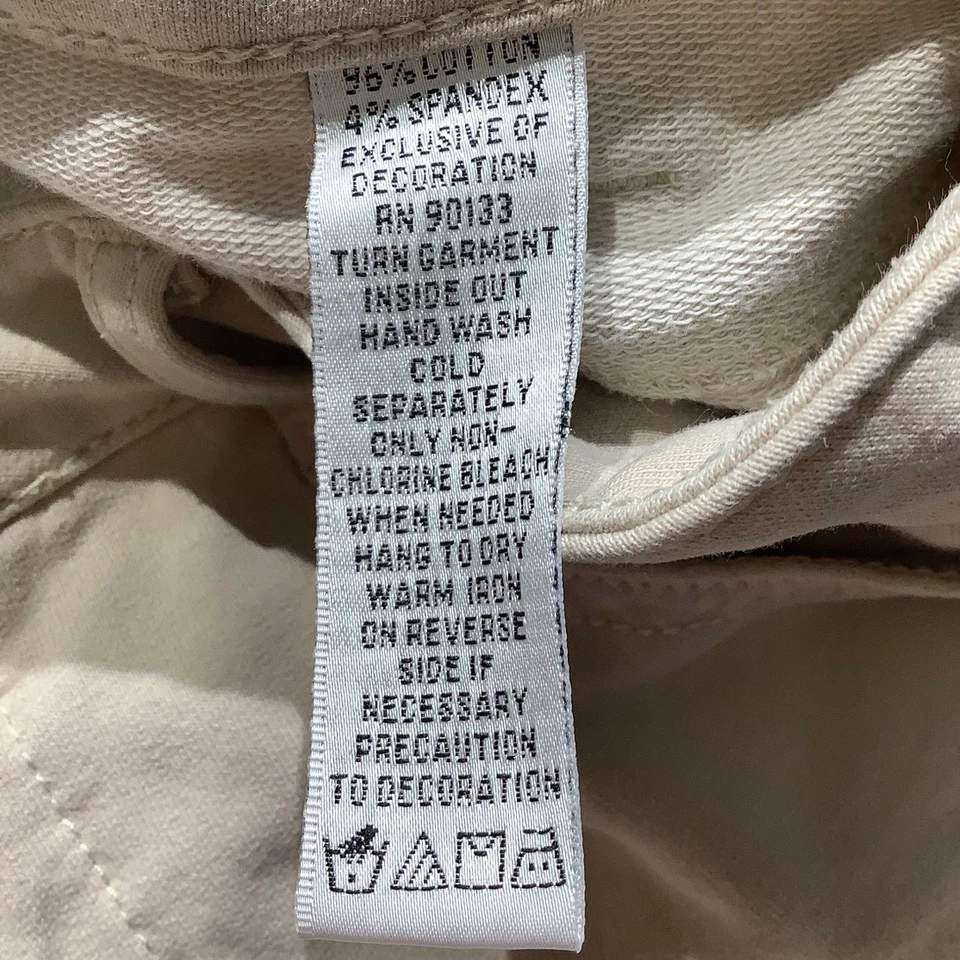 96% COTTON
4% SPANDEX
EXCLUSIVE OF
DECORATION
RN 90133
TURN GARMENT
INSIDE OUT
HAND WASH
COLD
SEPARATELY
ONLY NON-
CHLORINE BLEACH
WHEN NEEDED
HANG TO DRY
WARM IRON
ON REVERSE
SIDE IF
NECESSARY
PRECAUTION
TO DECORATION